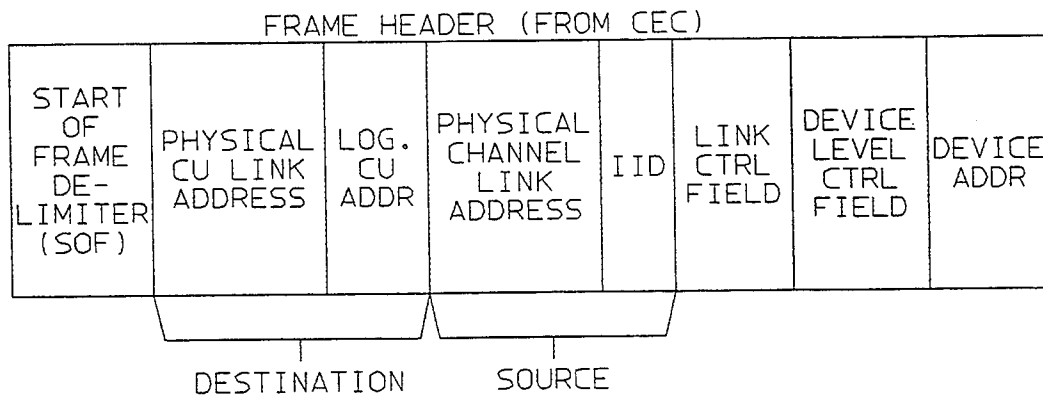 FRAME HEADER (FROM CEC)
START
OF
FRAME
DE-
LIMITER
(SOF)
PHYSICAL
CU LINK
ADDRESS
LOG.
CU
ADDR
PHYSICAL
CHANNEL
LINK
ADDRESS
IID
LINK
CTRL
FIELD
DEVICE
LEVEL
CTRL
FIELD
DEVICE
ADDR
DESTINATION
SOURCE